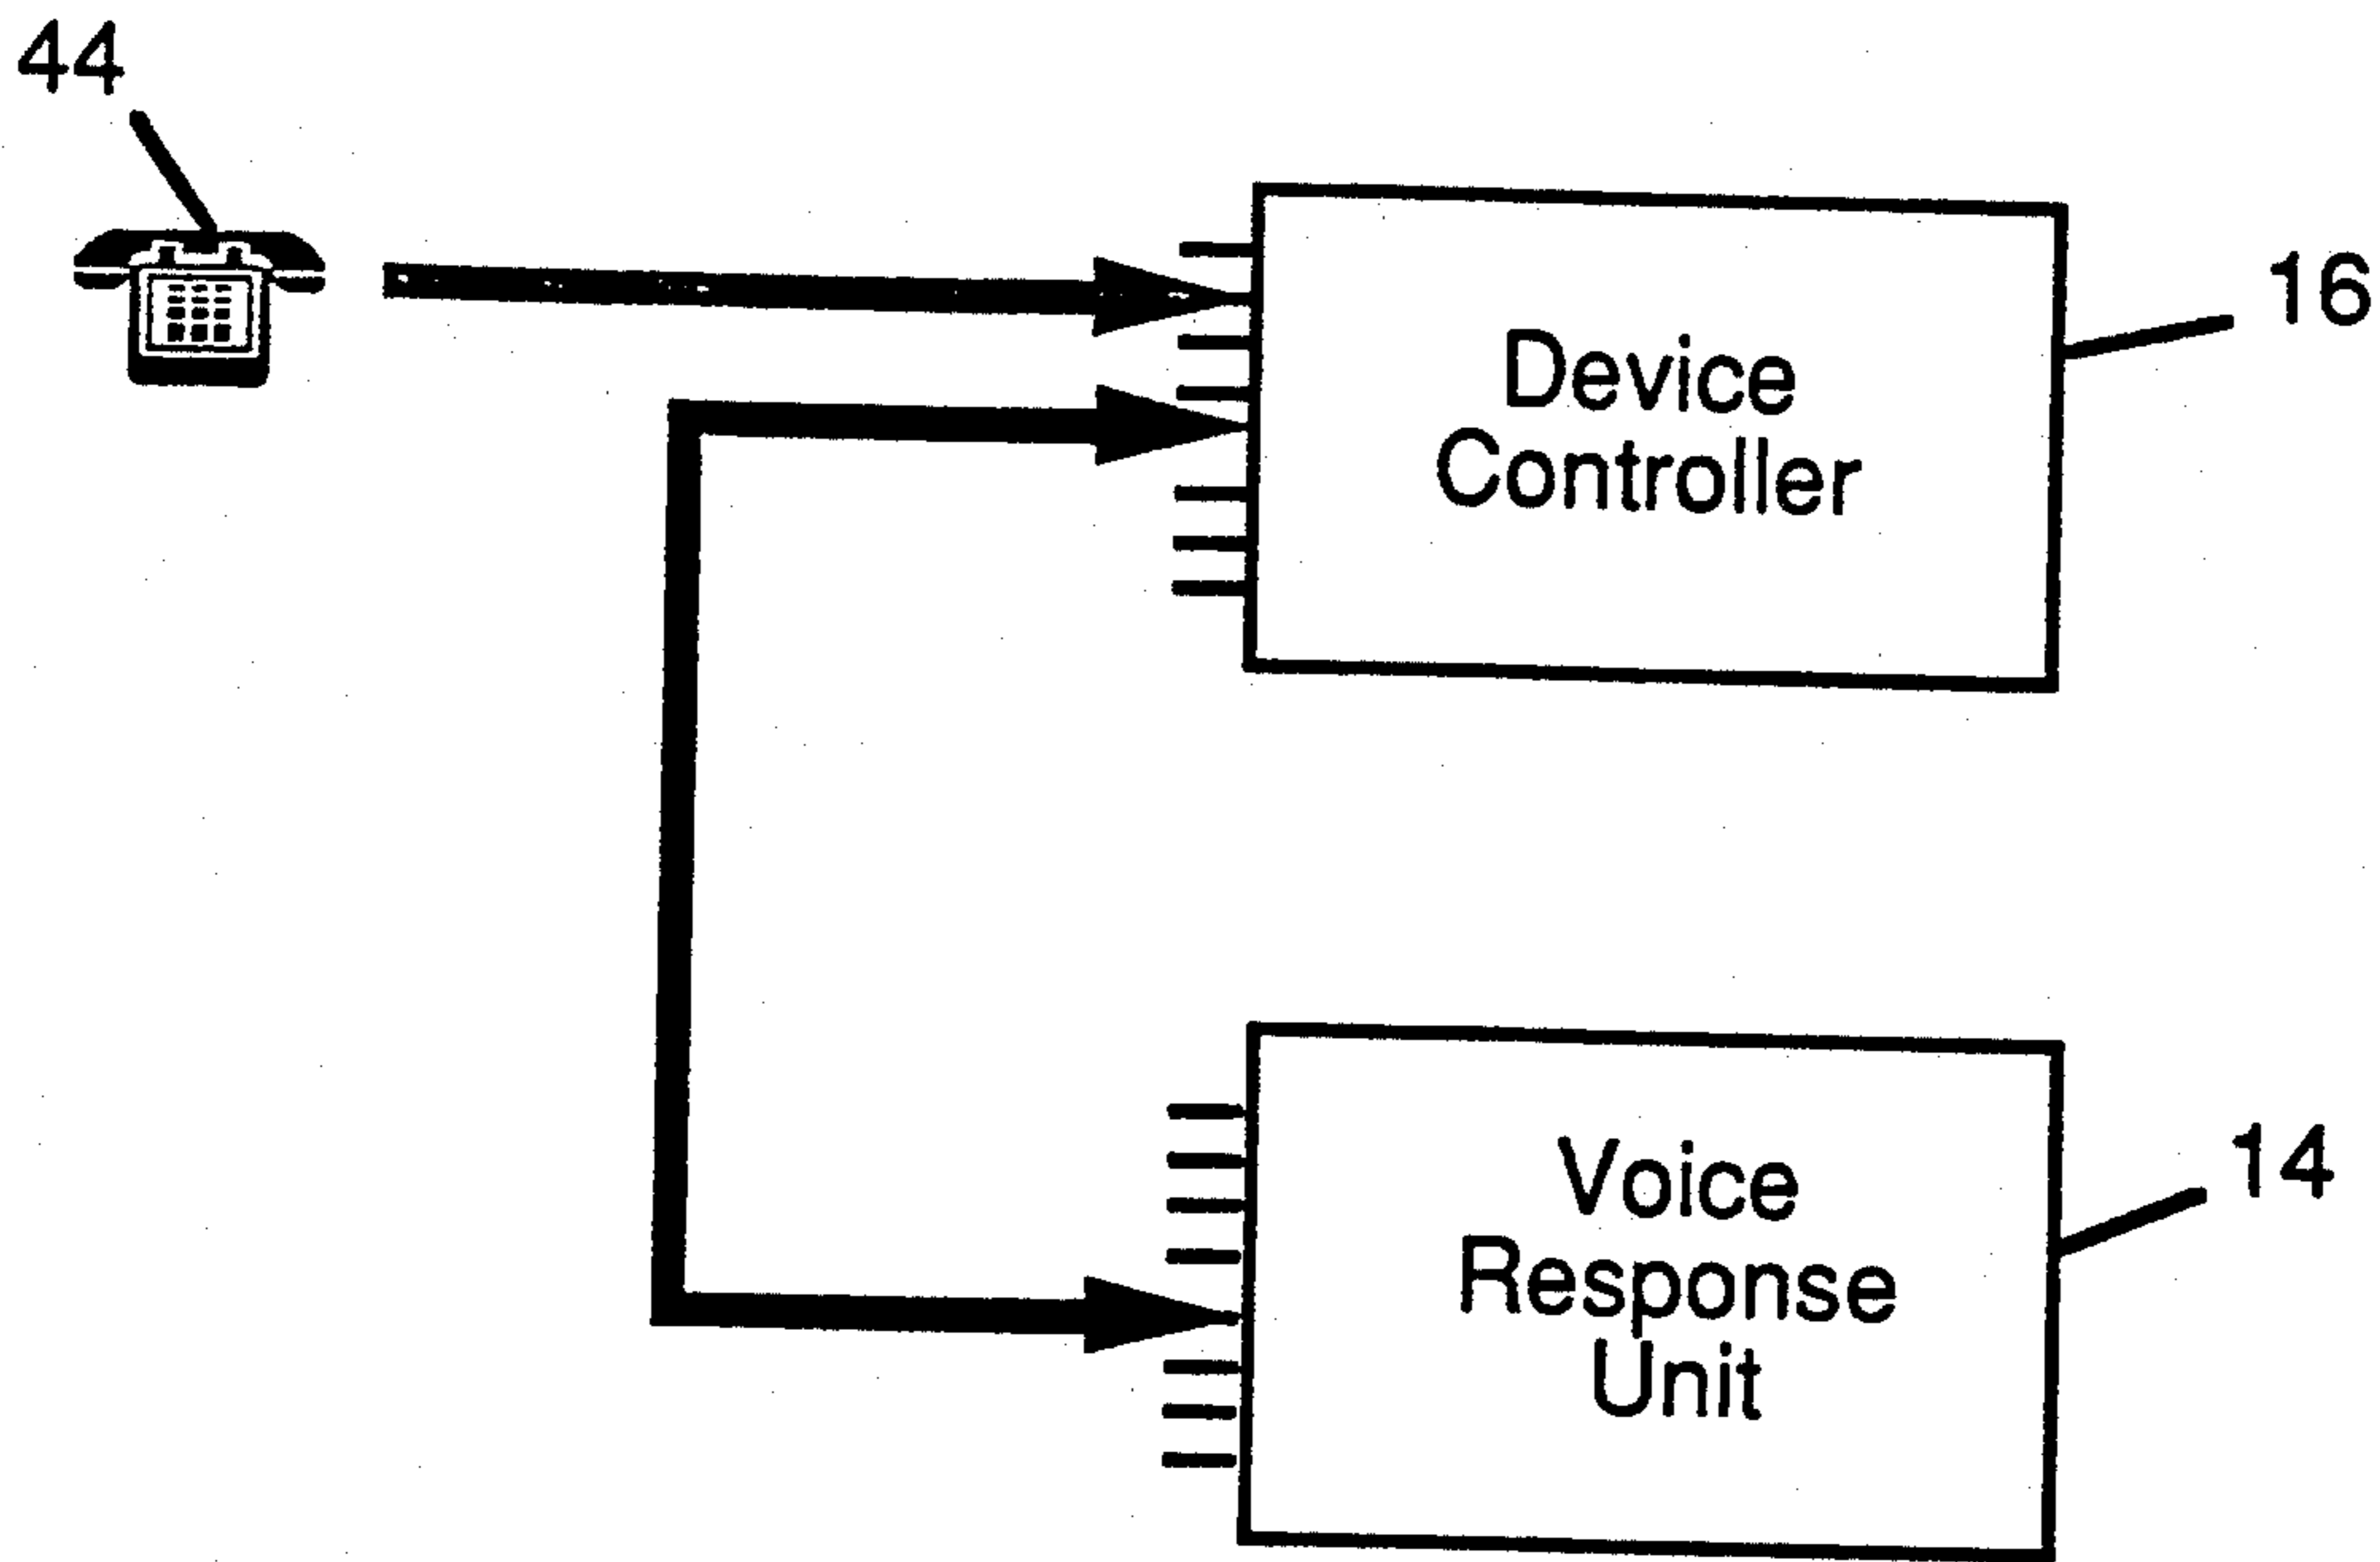 44
16
Device
Controller
14
Voice
Response
Unit